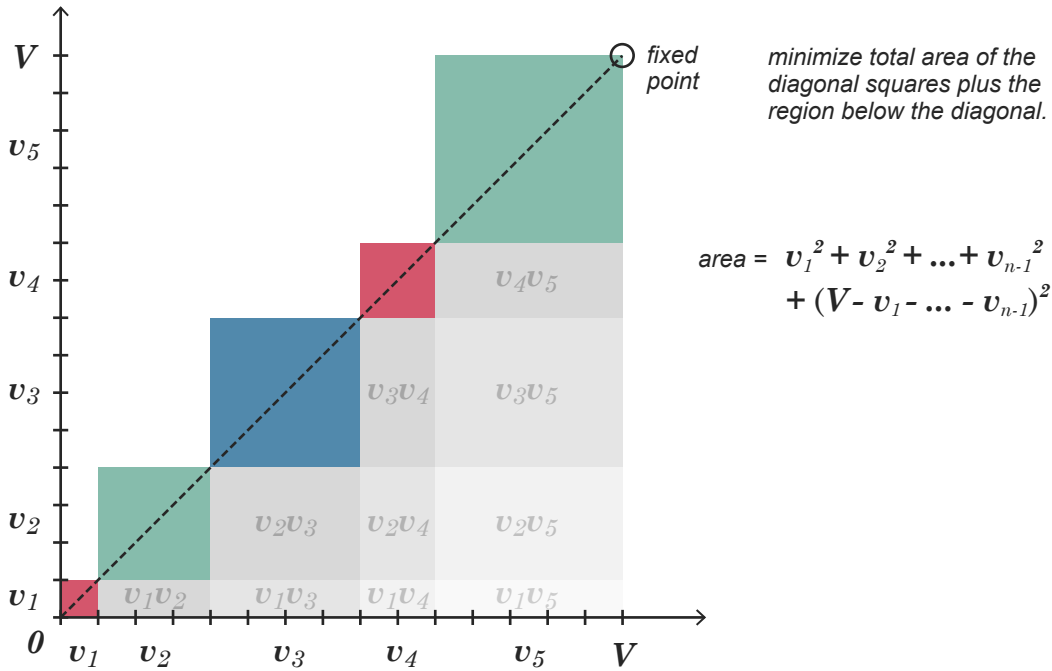 V
fixed
point
minimize total area of the
diagonal squares plus the
region below the diagonal.
v₅
area = v₁² + v₂² + ... + vₙ₋₁²
+ (V - v₁ - ... - vₙ₋₁)²
v₄
v₄v₅
v₃
v₃v₄
v₃v₅
v₂
v₂v₃
v₂v₄
v₂v₅
v₁
v₁v₂
v₁v₃
v₁v₄
v₁v₅
0
v₁
v₂
v₃
v₄
v₅
V